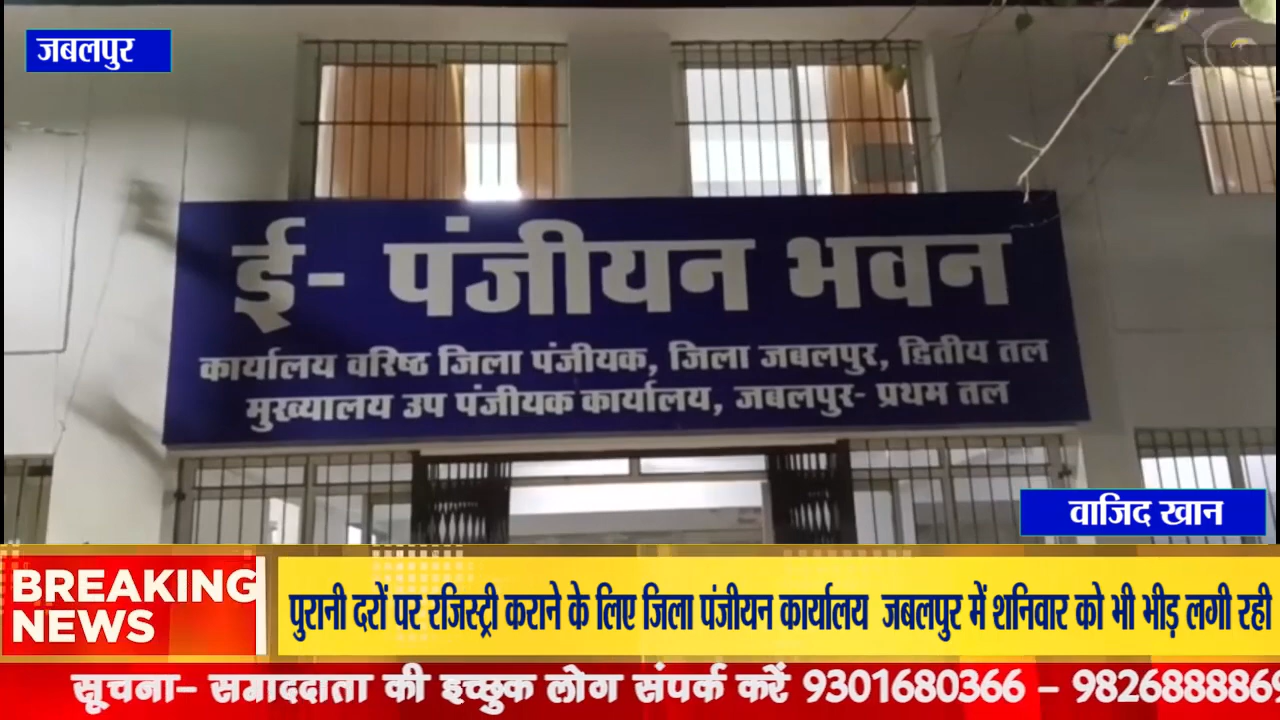 जबलपुर
ई- पंजीयन भवन
कार्यालय वरिष्ठ जिला पंजीयक, जिला जबलपुर, द्वितीय तल
मुख्यालय उप पंजीयक कार्यालय, जबलपुर- प्रथम तल
वाजिद खान
BREAKING
NEWS
पुरानी दरों पर रजिस्ट्री कराने के लिए जिला पंजीयन कार्यालय जबलपुर में शनिवार को भी भीड़ लगी रही
सूचना– समाददाता की इच्छुक लोग संपर्क करें 9301680366 – 982688886